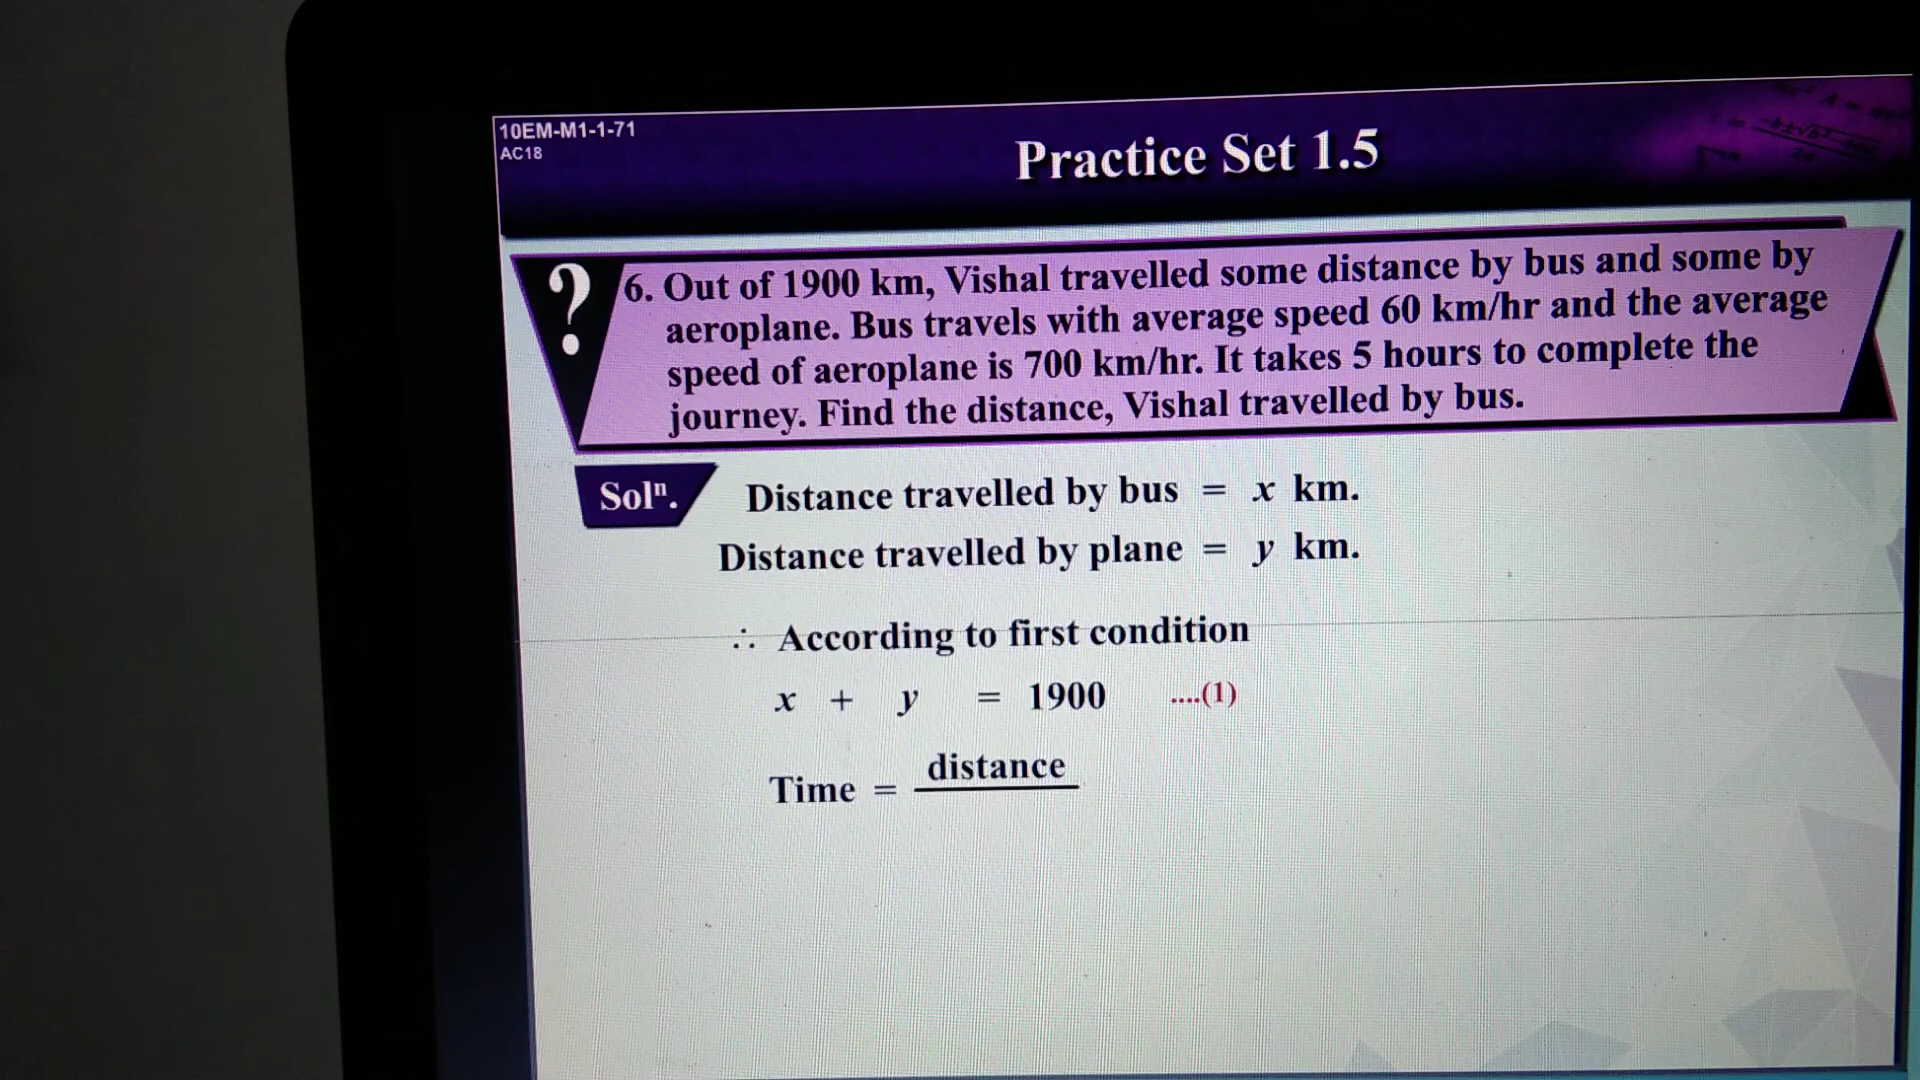 10EM-M1-1-71
AC18
Practice Set 1.5
?
6. Out of 1900 km, Vishal travelled some distance by bus and some by
aeroplane. Bus travels with average speed 60 km/hr and the average
speed of aeroplane is 700 km/hr. It takes 5 hours to complete the
journey. Find the distance, Vishal travelled by bus.
Solⁿ. Distance travelled by bus = x km.
Distance travelled by plane = y km.
∴ According to first condition
x + y = 1900 ....(1)
distance
Time =